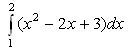 ∫₁² (x² − 2x + 3)dx